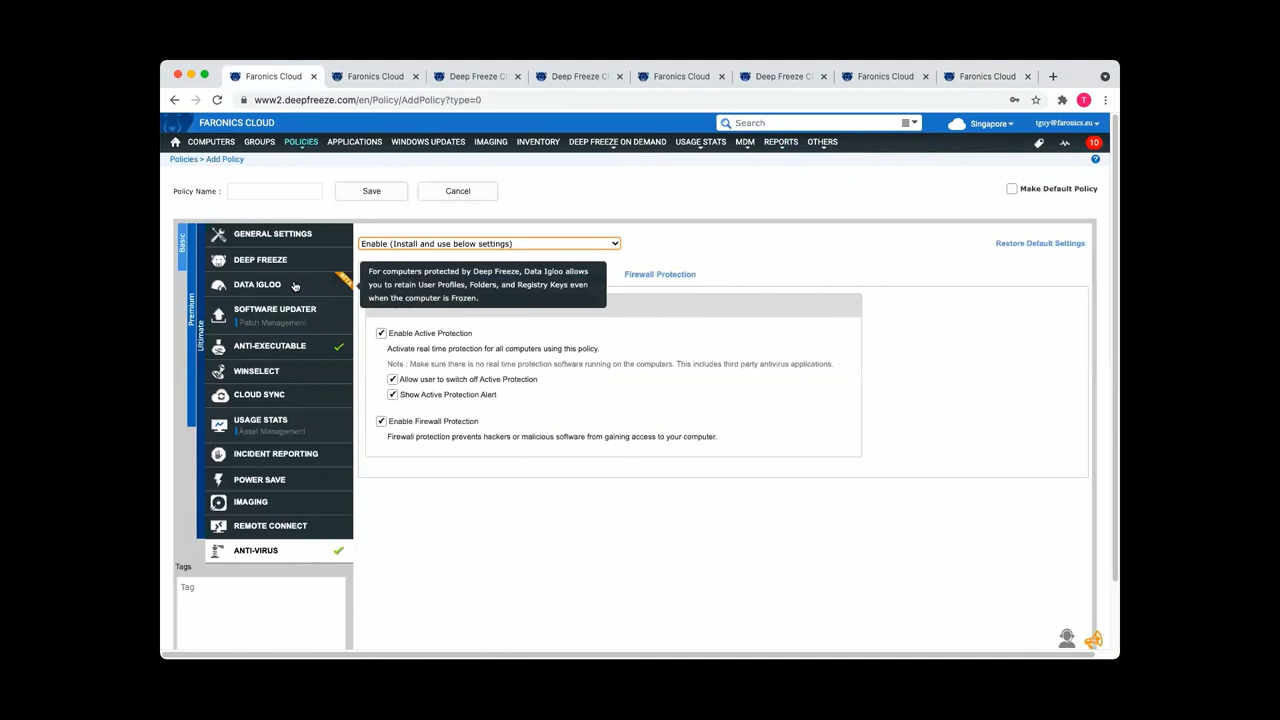 Faronics Cloud
Faronics Cloud
Deep Freeze C
Deep Freeze C
Faronics Cloud
Deep Freeze C
Faronics Cloud
Faronics Cloud
www2.deepfreeze.com/en/Policy/AddPolicy?type=0
T
FARONICS CLOUD
Search
Singapore
tguy@faronics.eu
COMPUTERS GROUPS POLICIES APPLICATIONS WINDOWS UPDATES IMAGING INVENTORY DEEP FREEZE ON DEMAND USAGE STATS MDM REPORTS OTHERS
10
Policies > Add Policy
?
Policy Name :
Save
Cancel
Make Default Policy
Basic
Premium
Ultimate
GENERAL SETTINGS
DEEP FREEZE
DATA IGLOO
SOFTWARE UPDATER
Patch Management
ANTI-EXECUTABLE
WINSELECT
CLOUD SYNC
USAGE STATS
Asset Management
INCIDENT REPORTING
POWER SAVE
IMAGING
REMOTE CONNECT
ANTI-VIRUS
Tags
Tag
Enable (Install and use below settings)
Restore Default Settings
For computers protected by Deep Freeze, Data Igloo allows
you to retain User Profiles, Folders, and Registry Keys even
when the computer is Frozen.
Firewall Protection
Enable Active Protection
Activate real time protection for all computers using this policy.
Note : Make sure there is no real time protection software running on the computers. This includes third party antivirus applications.
Allow user to switch off Active Protection
Show Active Protection Alert
Enable Firewall Protection
Firewall protection prevents hackers or malicious software from gaining access to your computer.